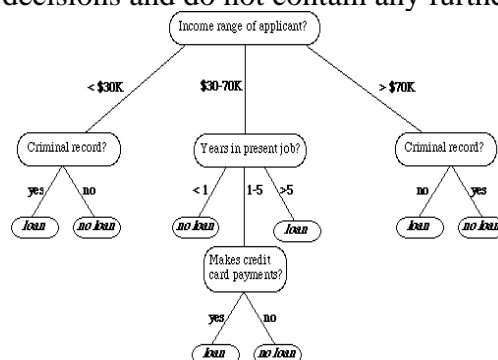 decisions and do not contain any furthe
Income range of applicant?
< $30K
$30-70K
> $70K
Criminal record?
Years in present job?
Criminal record?
yes
no
< 1
1-5
>5
no
yes
loan
no loan
no loan
loan
loan
no loan
Makes credit
card payments?
yes
no
loan
no loan